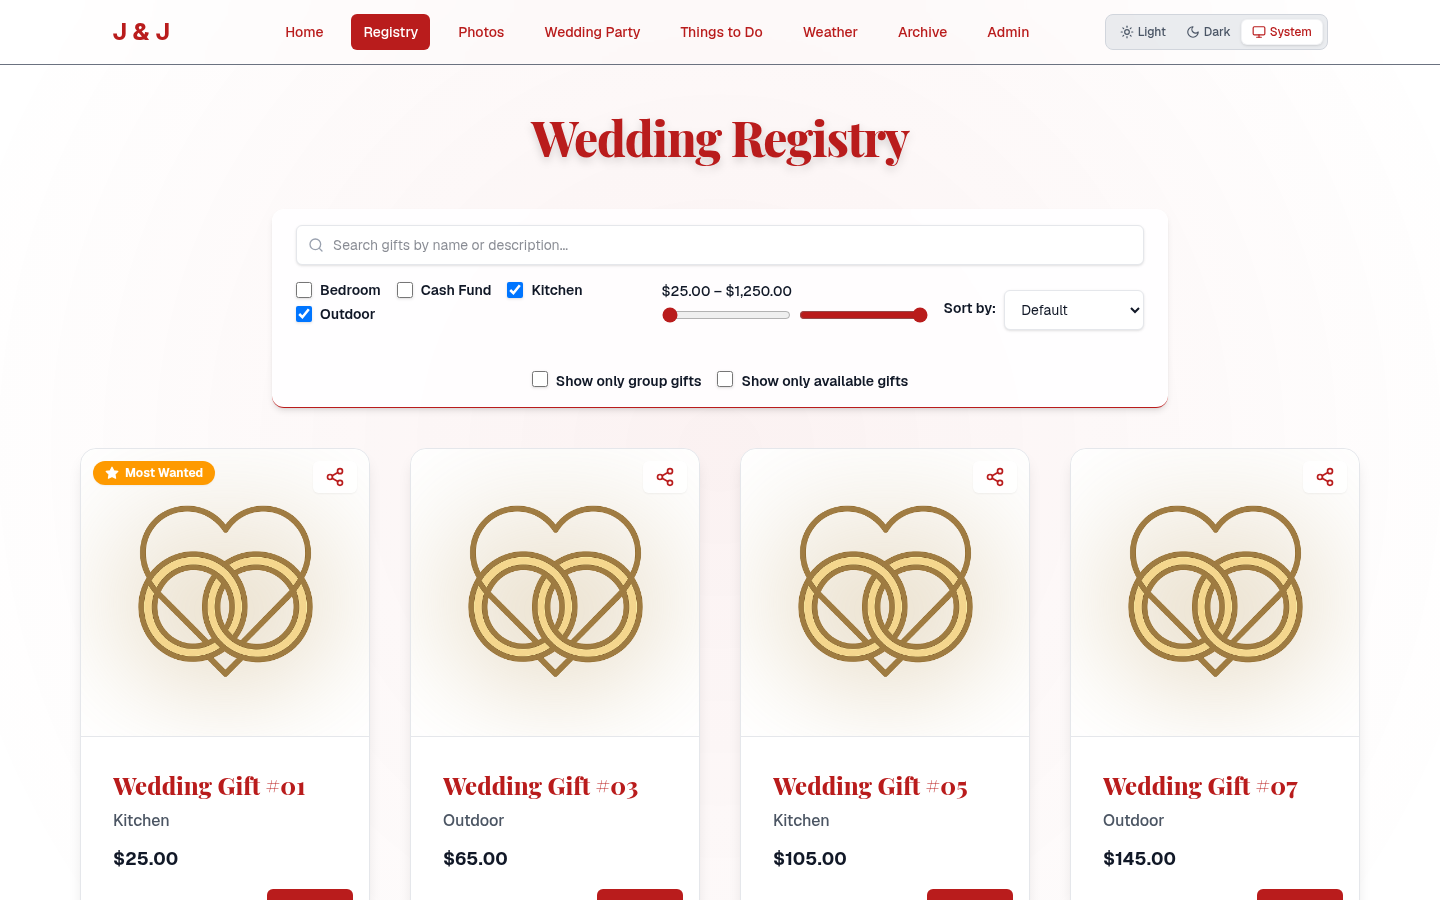 J & J
Home
Registry
Photos
Wedding Party
Things to Do
Weather
Archive
Admin
Light
Dark
System
Wedding Registry
Search gifts by name or description...
Bedroom
Cash Fund
Kitchen
Outdoor
$25.00 – $1,250.00
Sort by:
Default
Show only group gifts
Show only available gifts
Most Wanted
Wedding Gift #01
Kitchen
$25.00
Wedding Gift #03
Outdoor
$65.00
Wedding Gift #05
Kitchen
$105.00
Wedding Gift #07
Outdoor
$145.00